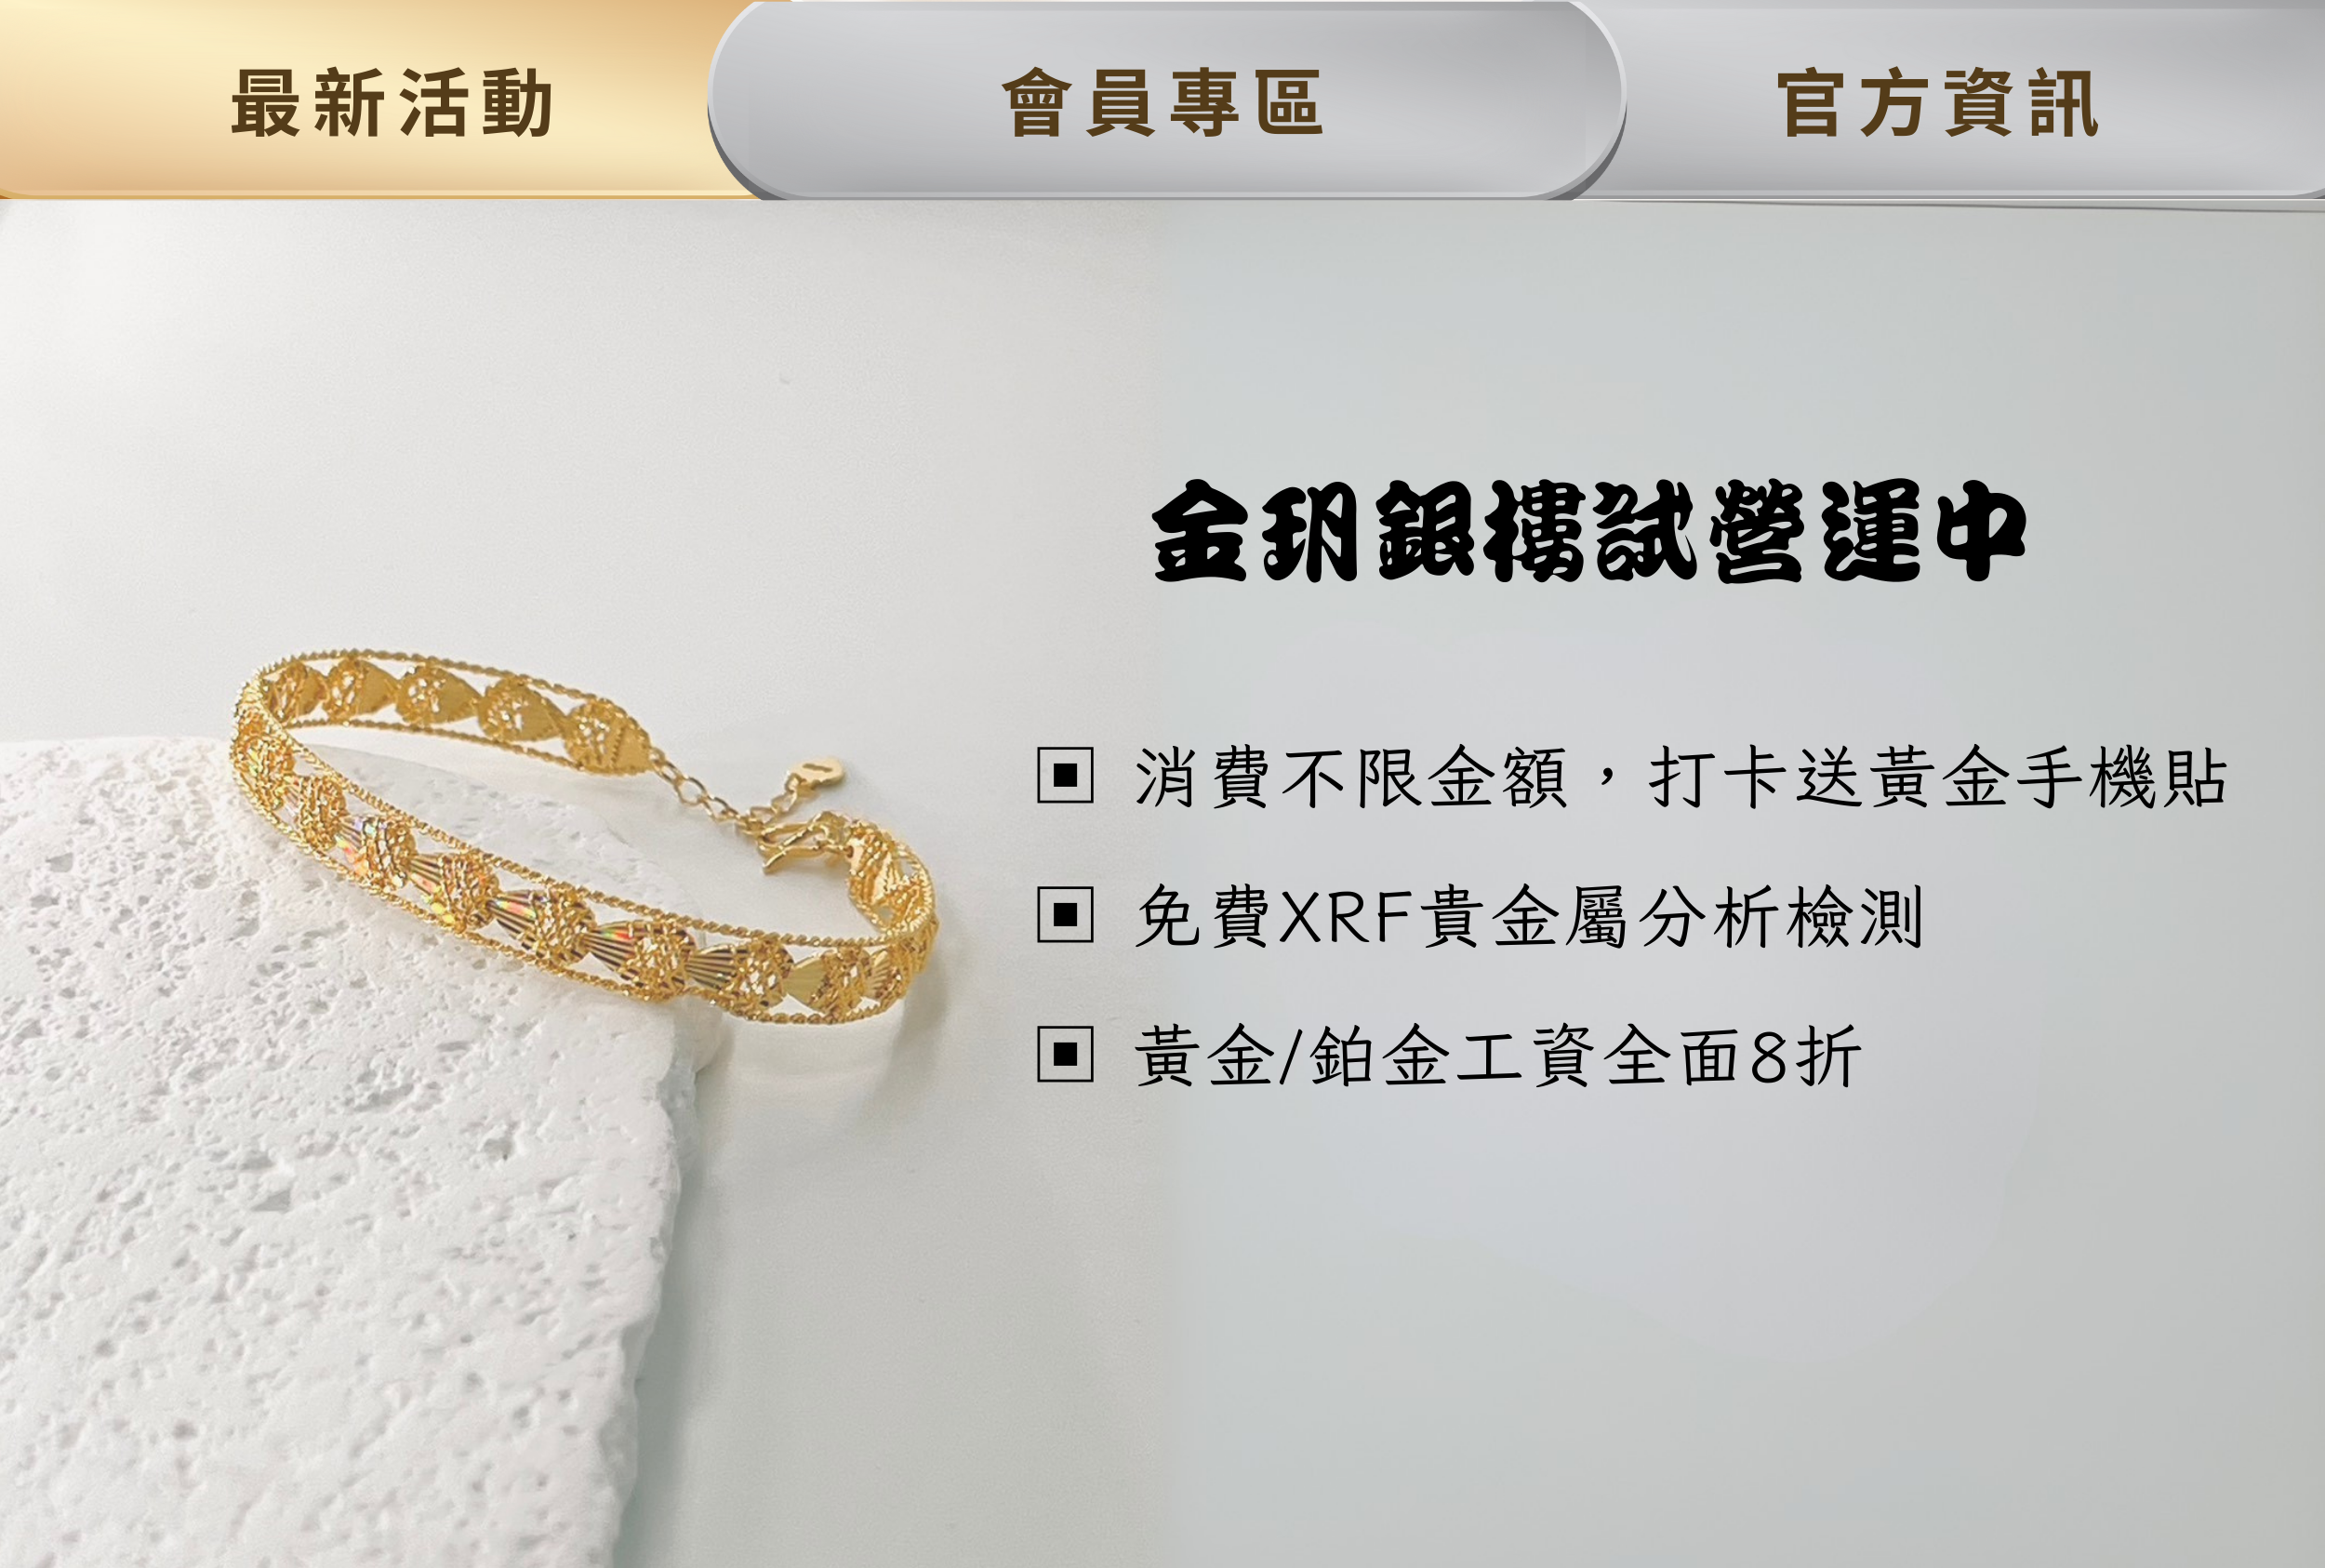 最新活動
會員專區
官方資訊
金玥銀樓試營運中
消費不限金額，打卡送黃金手機貼
免費XRF貴金屬分析檢測
黃金/鉑金工資全面8折